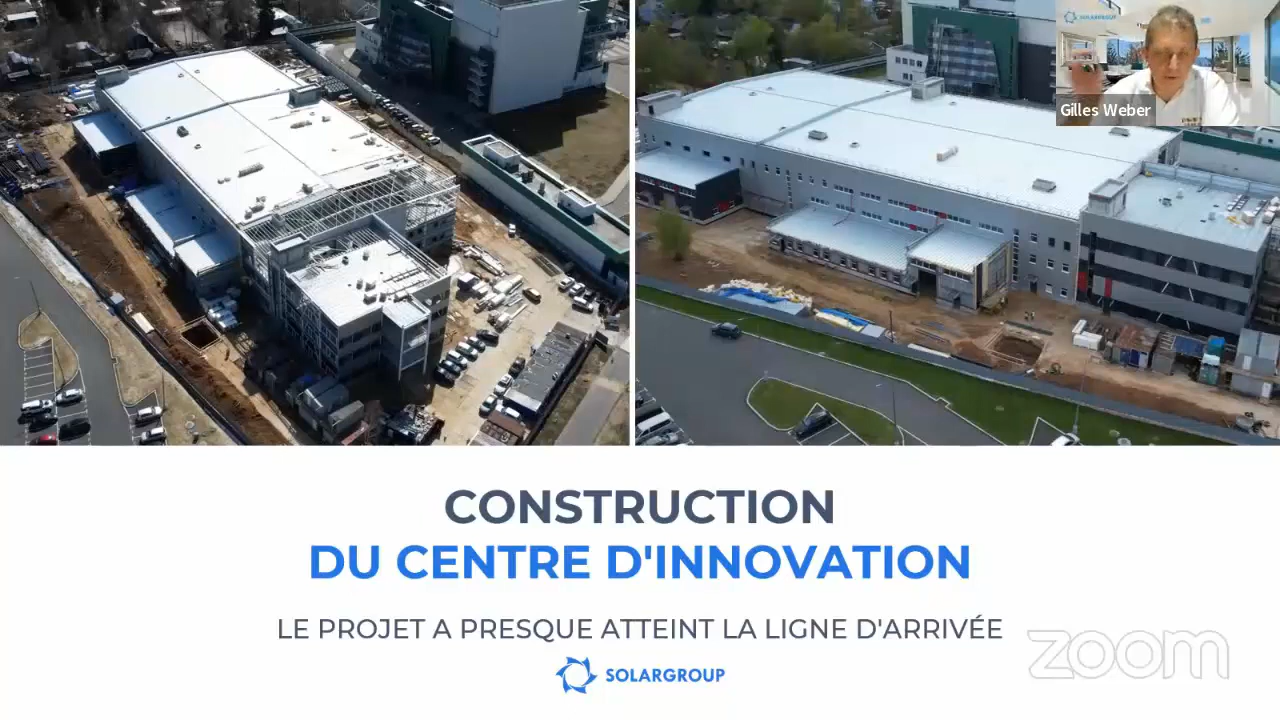 SOLARGROUP
Gilles Weber
CONSTRUCTION
DU CENTRE D'INNOVATION
LE PROJET A PRESQUE ATTEINT LA LIGNE D'ARRIVÉE
zoom
SOLARGROUP